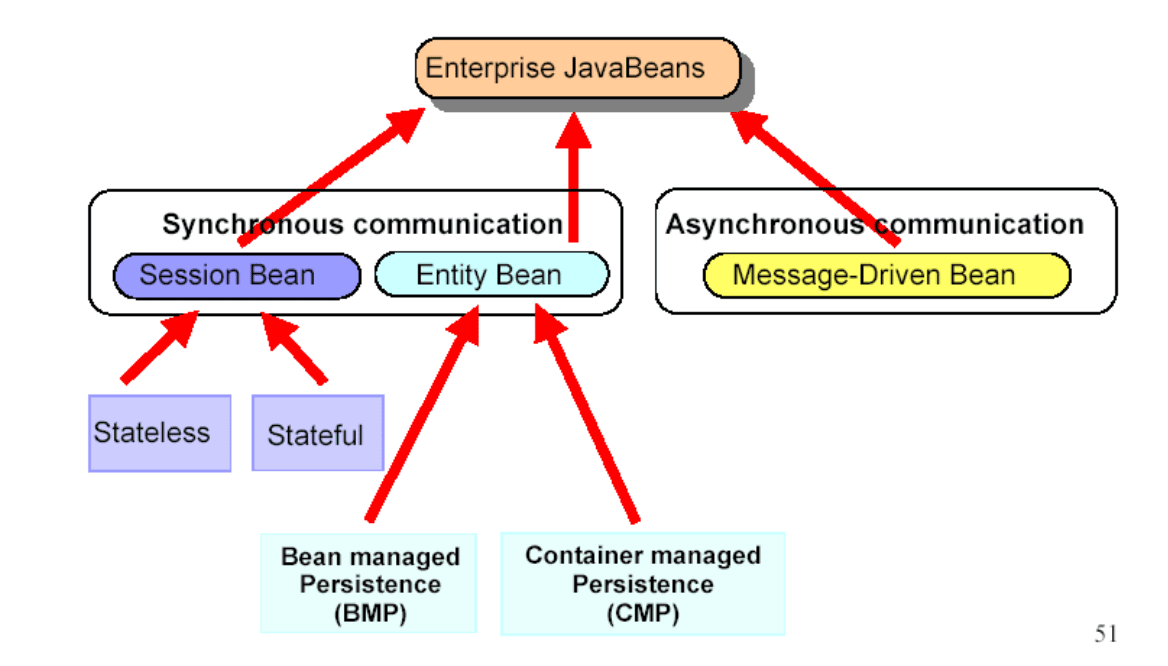 Enterprise JavaBeans
Synchronous communication
Session Bean
Entity Bean
Asynchronous communication
Message-Driven Bean
Stateless
Stateful
Bean managed
Persistence
(BMP)
Container managed
Persistence
(CMP)
51